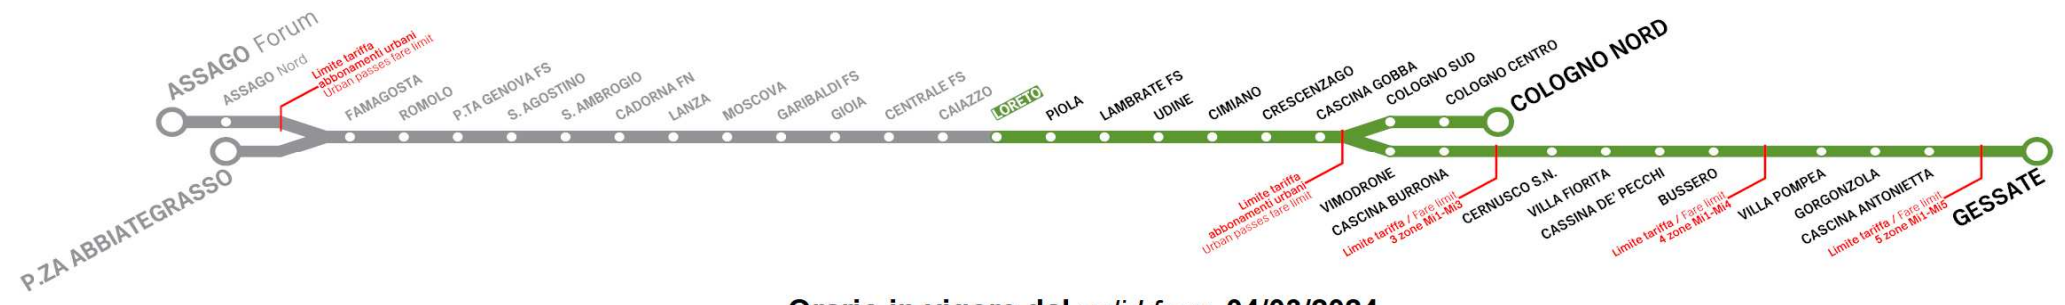 ASSAGO Forum
ASSAGO Nord
Limite tariffa
abbonamenti urbani
Urban passes fare limit
P.ZA ABBIATEGRASSO
FAMAGOSTA
ROMOLO
P.TA GENOVA FS
S. AGOSTINO
S. AMBROGIO
CADORNA FN
LANZA
MOSCOVA
GARIBALDI FS
GIOIA
CENTRALE FS
CAIAZZO
LORETO
PIOLA
LAMBRATE FS
UDINE
CIMIANO
CRESCENZAGO
CASCINA GOBBA
COLOGNO SUD
COLOGNO CENTRO
COLOGNO NORD
Limite tariffa
abbonamenti urbani
Urban passes fare limit
VIMODRONE
CASCINA BURRONA
Limite tariffa / Fare limit
3 zone Mi1-Mi3
CERNUSCO S.N.
VILLA FIORITA
CASSINA DE' PECCHI
BUSSERO
Limite tariffa / Fare limit
4 zone Mi1-Mi4
VILLA POMPEA
GORGONZOLA
CASCINA ANTONIETTA
Limite tariffa / Fare limit
5 zone Mi1-Mi5
GESSATE